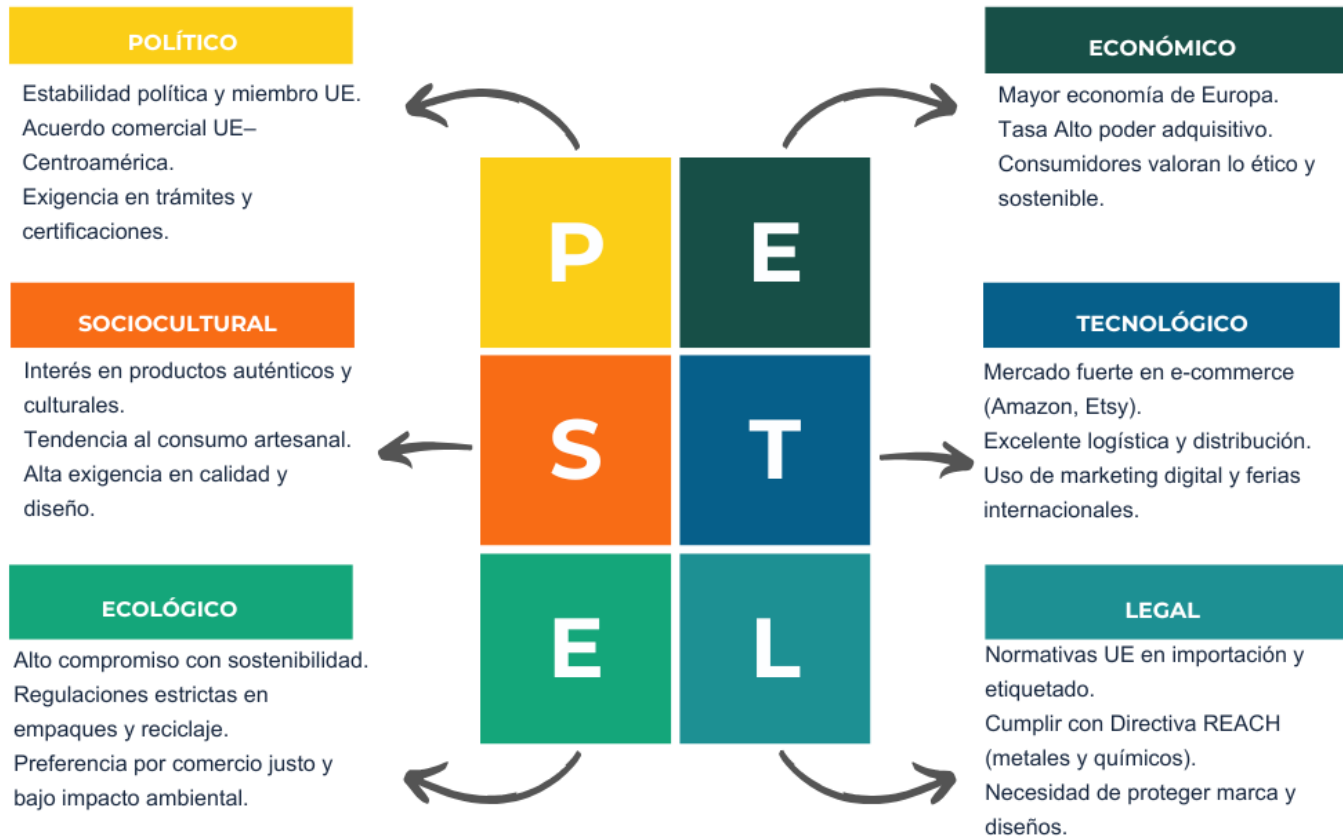 POLÍTICO
Estabilidad política y miembro UE.
Acuerdo comercial UE–
Centroamérica.
Exigencia en trámites y
certificaciones.
ECONÓMICO
Mayor economía de Europa.
Tasa Alto poder adquisitivo.
Consumidores valoran lo ético y
sostenible.
P
E
SOCIOCULTURAL
Interés en productos auténticos y
culturales.
Tendencia al consumo artesanal.
Alta exigencia en calidad y
diseño.
TECNOLÓGICO
Mercado fuerte en e-commerce
(Amazon, Etsy).
Excelente logística y distribución.
Uso de marketing digital y ferias
internacionales.
S
T
ECOLÓGICO
Alto compromiso con sostenibilidad.
Regulaciones estrictas en
empaques y reciclaje.
Preferencia por comercio justo y
bajo impacto ambiental.
LEGAL
Normativas UE en importación y
etiquetado.
Cumplir con Directiva REACH
(metales y químicos).
Necesidad de proteger marca y
diseños.
E
L